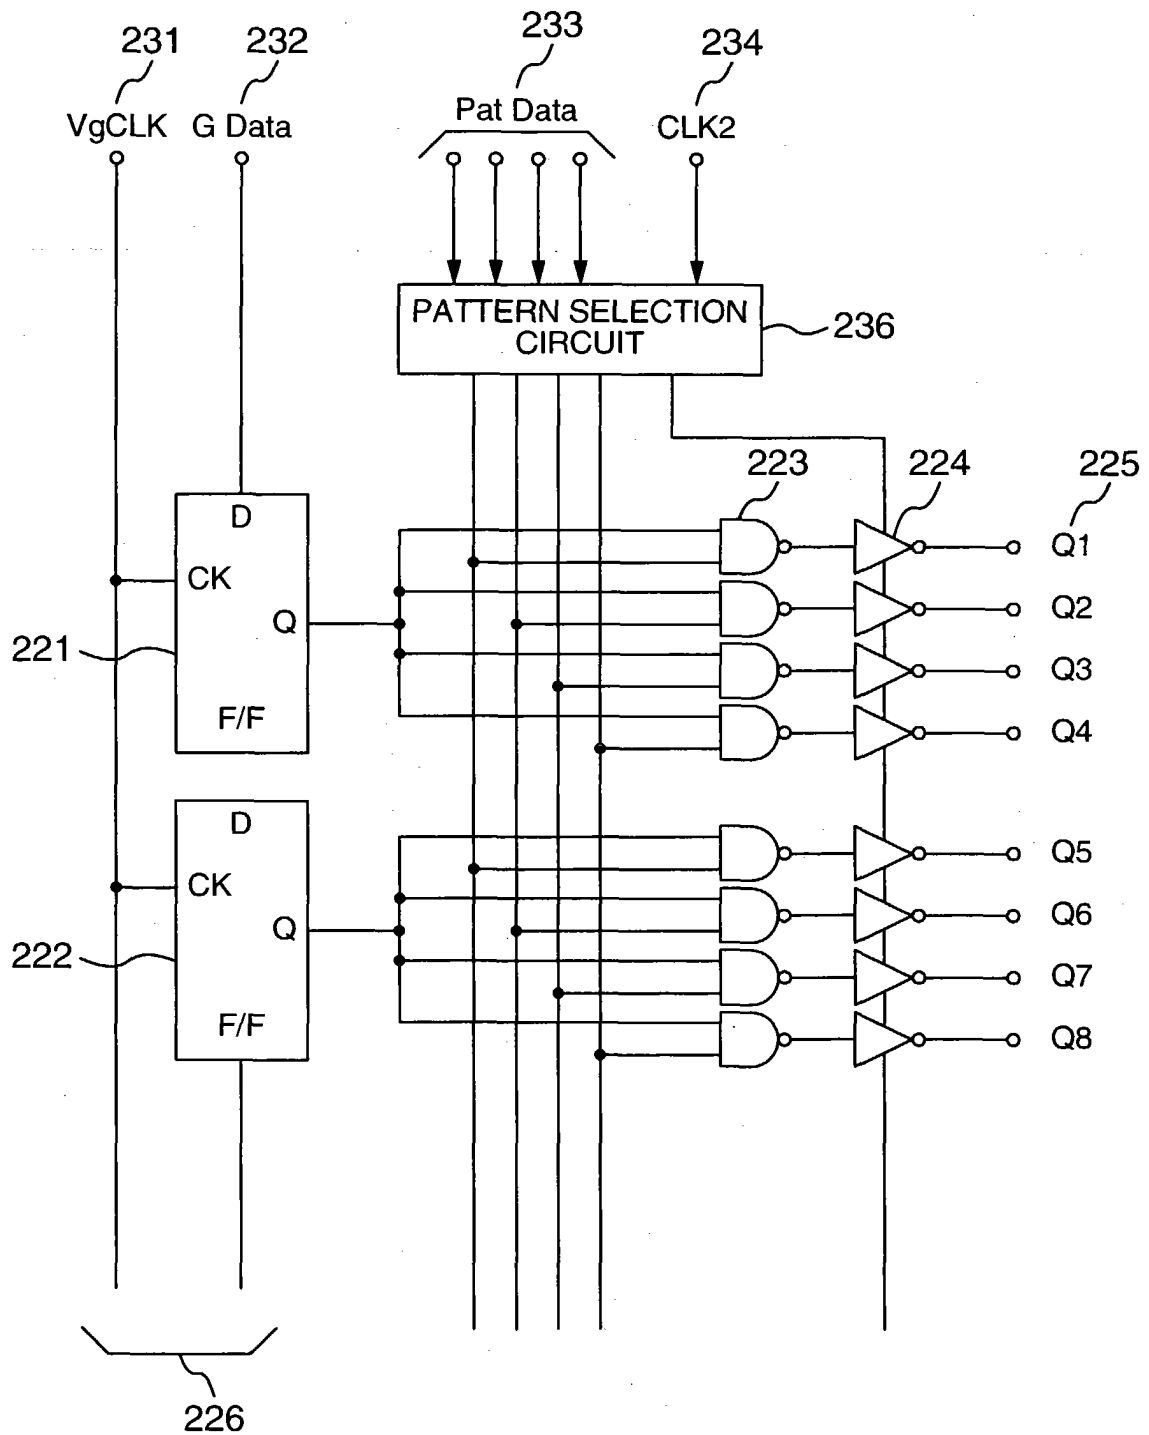 231
232
233
234
VgCLK
G Data
Pat Data
CLK2
PATTERN SELECTION
CIRCUIT
236
223
224
225
D
CK
Q
F/F
221
Q1
Q2
Q3
Q4
D
CK
Q
F/F
222
Q5
Q6
Q7
Q8
226